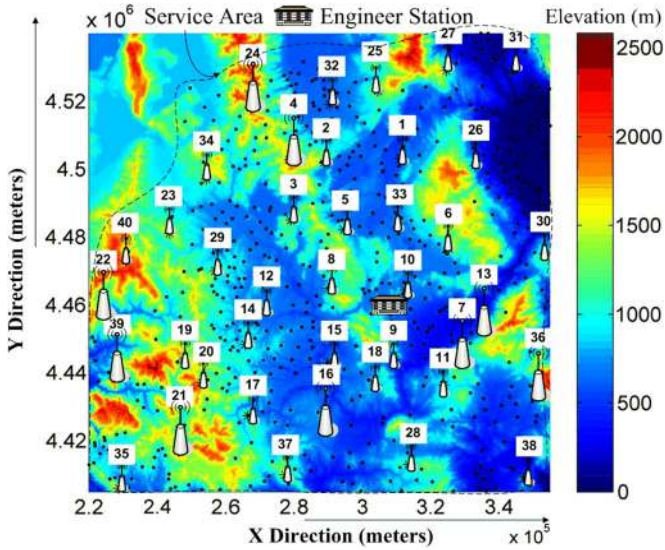 Service Area Engineer Station Elevation (m)
× 10⁶
27 31
24 25
32
2500
4.52
4
34 2 1 26
2000
4.5
23 3 5 33 6
4.48
40 29 30
1500
22 12 8 10 13
4.46
39 14 7
1000
19 15 9 36
4.44
20 18 11
21 17 16
500
4.42
35 37 28 38
0
2.2 2.4 2.6 2.8 3 3.2 3.4
× 10⁵
X Direction (meters)
Y Direction (meters)